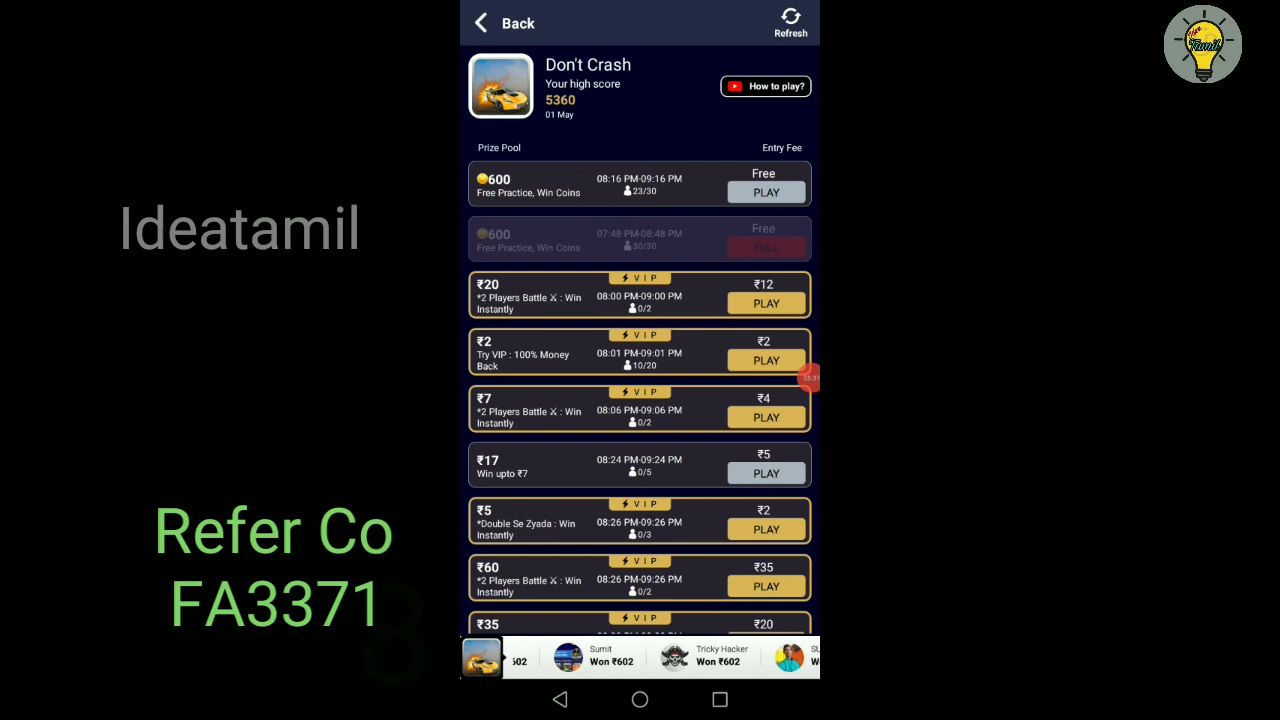 Back
Refresh
Don't Crash
Your high score
5360
01 May
How to play?
Prize Pool
Entry Fee
600
Free Practice, Win Coins
08:16 PM-09:16 PM
23/30
Free
PLAY
600
Free Practice, Win Coins
07:48 PM-08:48 PM
30/30
Free
FULL
VIP
₹20
*2 Players Battle ⚔ : Win
Instantly
08:00 PM-09:00 PM
0/2
₹12
PLAY
VIP
₹2
Try VIP : 100% Money
Back
08:01 PM-09:01 PM
10/20
₹2
PLAY
VIP
₹7
*2 Players Battle ⚔ : Win
Instantly
08:06 PM-09:06 PM
0/2
₹4
PLAY
₹17
Win upto ₹7
08:24 PM-09:24 PM
0/5
₹5
PLAY
VIP
₹5
*Double Se Zyada : Win
Instantly
08:26 PM-09:26 PM
0/3
₹2
PLAY
VIP
₹60
*2 Players Battle ⚔ : Win
Instantly
08:26 PM-09:26 PM
0/2
₹35
PLAY
VIP
₹35
₹20
602
Sumit
Won ₹602
Tricky Hacker
Won ₹602
Ideatamil
Refer Co
FA3371
8
Tamil